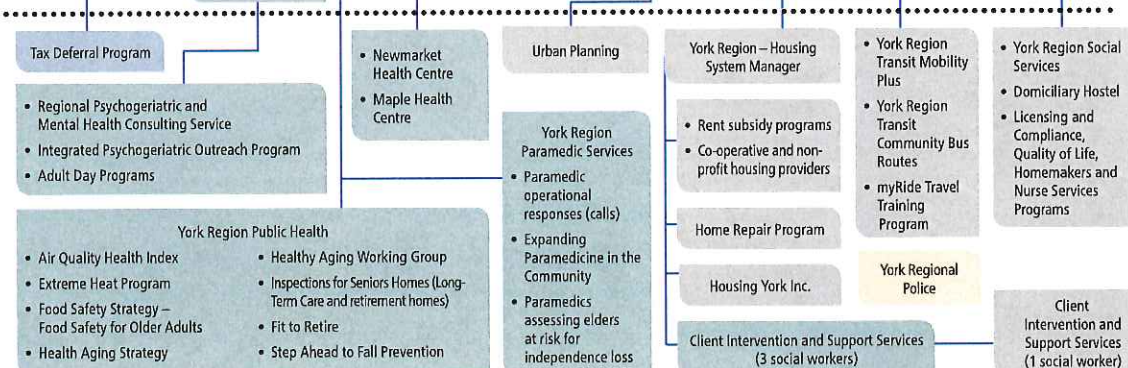 Tax Deferral Program
• Regional Psychogeriatric and
Mental Health Consulting Service
• Integrated Psychogeriatric Outreach Program
• Adult Day Programs
• Newmarket
Health Centre
• Maple Health
Centre
Urban Planning
York Region – Housing
System Manager
• Rent subsidy programs
• Co-operative and non-
profit housing providers
Home Repair Program
Housing York Inc.
• York Region
Transit Mobility
Plus
• York Region
Transit
Community Bus
Routes
• myRide Travel
Training
Program
• York Region Social
Services
• Domiciliary Hostel
• Licensing and
Compliance,
Quality of Life,
Homemakers and
Nurse Services
Programs
York Region
Paramedic Services
• Paramedic
operational
responses (calls)
• Expanding
Paramedicine in the
Community
• Paramedics
assessing elders
at risk for
independence loss
York Region Public Health
• Air Quality Health Index
• Extreme Heat Program
• Food Safety Strategy –
Food Safety for Older Adults
• Health Aging Strategy
• Healthy Aging Working Group
• Inspections for Seniors Homes (Long-
Term Care and retirement homes)
• Fit to Retire
• Step Ahead to Fall Prevention
York Regional
Police
Client Intervention and Support Services
(3 social workers)
Client
Intervention and
Support Services
(1 social worker)